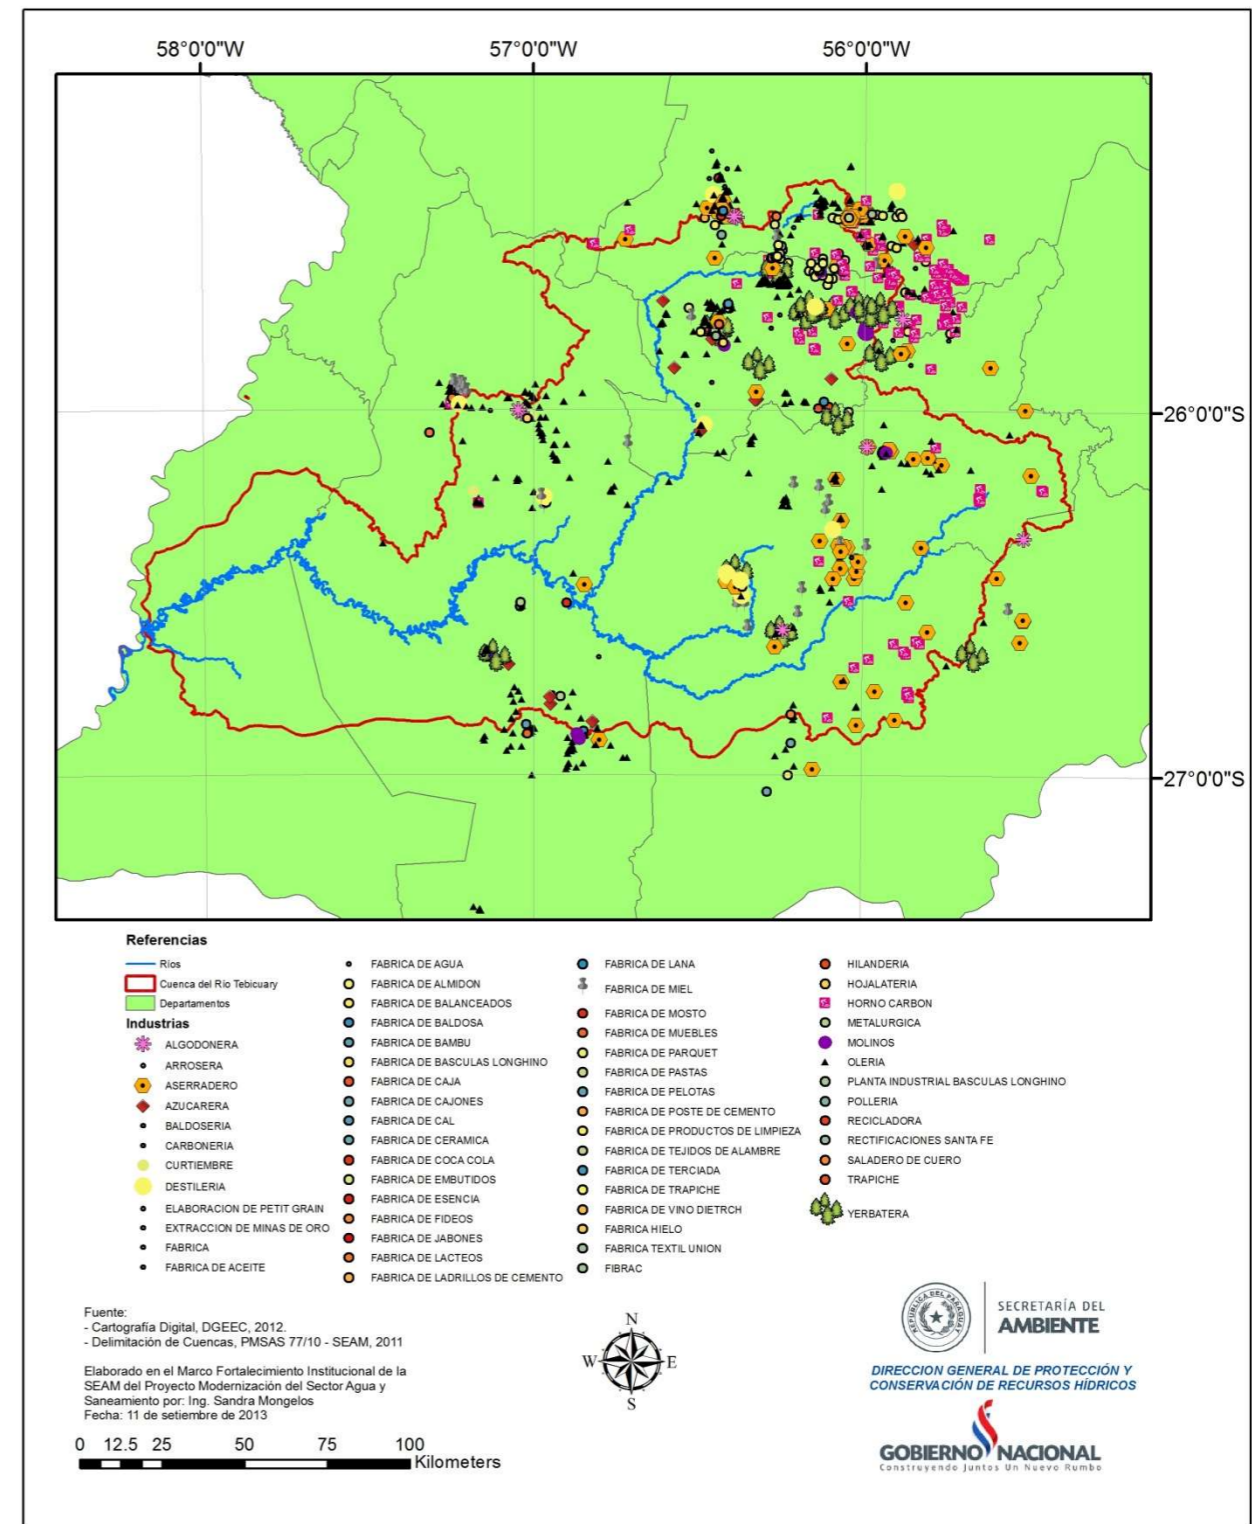 58°0'0"W
57°0'0"W
56°0'0"W
26°0'0"S
27°0'0"S
Referencias
Ríos
Cuenca del Río Tebicuary
Departamentos
Industrias
ALGODONERA
ARROSERA
ASERRADERO
AZUCARERA
BALDOSERIA
CARBONERIA
CURTIEMBRE
DESTILERIA
ELABORACION DE PETIT GRAIN
EXTRACCION DE MINAS DE ORO
FABRICA
FABRICA DE ACEITE
FABRICA DE AGUA
FABRICA DE ALMIDON
FABRICA DE BALANCEADOS
FABRICA DE BALDOSA
FABRICA DE BAMBU
FABRICA DE BASCULAS LONGHINO
FABRICA DE CAJA
FABRICA DE CAJONES
FABRICA DE CAL
FABRICA DE CERAMICA
FABRICA DE COCA COLA
FABRICA DE EMBUTIDOS
FABRICA DE ESENCIA
FABRICA DE FIDEOS
FABRICA DE JABONES
FABRICA DE LACTEOS
FABRICA DE LADRILLOS DE CEMENTO
FABRICA DE LANA
FABRICA DE MIEL
FABRICA DE MOSTO
FABRICA DE MUEBLES
FABRICA DE PARQUET
FABRICA DE PASTAS
FABRICA DE PELOTAS
FABRICA DE POSTE DE CEMENTO
FABRICA DE PRODUCTOS DE LIMPIEZA
FABRICA DE TEJIDOS DE ALAMBRE
FABRICA DE TERCIADA
FABRICA DE TRAPICHE
FABRICA DE VINO DIETRCH
FABRICA HIELO
FABRICA TEXTIL UNION
FIBRAC
HILANDERIA
HOJALATERIA
HORNO CARBON
METALURGICA
MOLINOS
OLERIA
PLANTA INDUSTRIAL BASCULAS LONGHINO
POLLERIA
RECICLADORA
RECTIFICACIONES SANTA FE
SALADERO DE CUERO
TRAPICHE
YERBATERA
Fuente:
- Cartografía Digital, DGEEC, 2012.
- Delimitación de Cuencas, PMSAS 77/10 - SEAM, 2011
Elaborado en el Marco Fortalecimiento Institucional de la
SEAM del Proyecto Modernización del Sector Agua y
Saneamiento por: Ing. Sandra Mongelos
Fecha: 11 de setiembre de 2013
0 12.5 25 50 75 100
Kilometers
N
W E
S
REPUBLICA DEL PARAGUAY
SECRETARÍA DEL
AMBIENTE
DIRECCION GENERAL DE PROTECCIÓN Y
CONSERVACIÓN DE RECURSOS HÍDRICOS
GOBIERNO NACIONAL
Construyendo Juntos Un Nuevo Rumbo